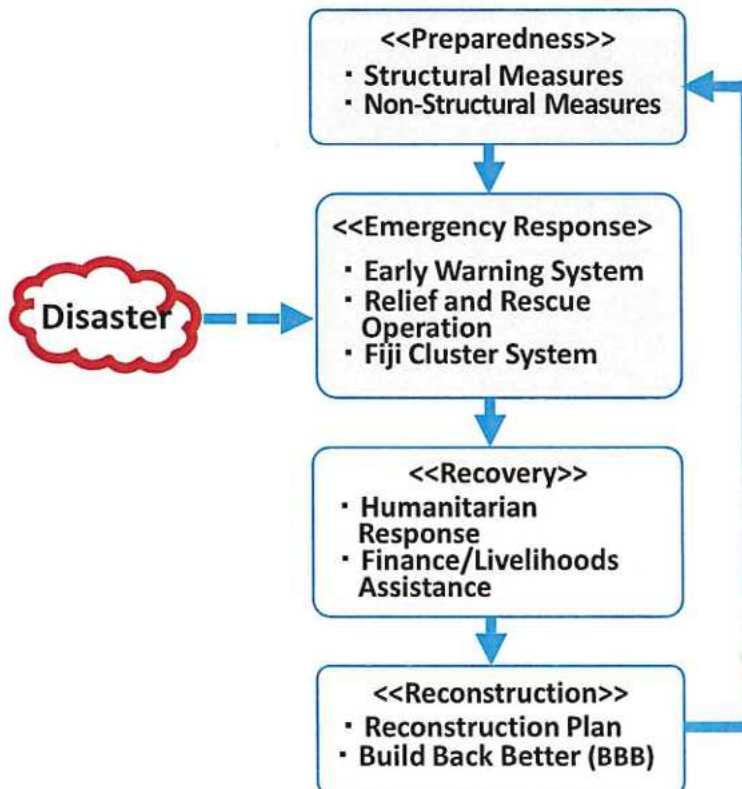 <<Preparedness>>
・Structural Measures
・Non-Structural Measures
<<Emergency Response>
・Early Warning System
・Relief and Rescue
Operation
・Fiji Cluster System
Disaster
<<Recovery>>
・Humanitarian
Response
・Finance/Livelihoods
Assistance
<<Reconstruction>>
・Reconstruction Plan
・Build Back Better (BBB)